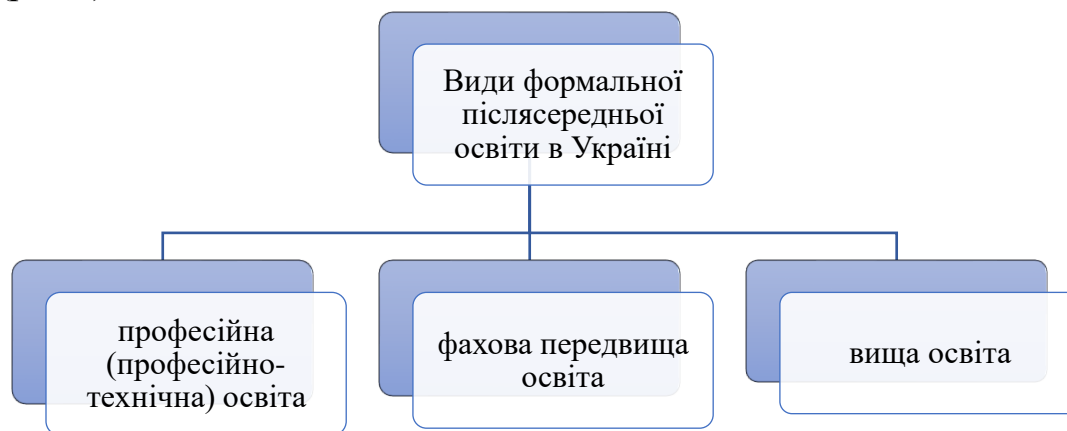 Види формальної
післясередньої
освіти в Україні
професійна
(професійно-
технічна) освіта
фахова передвища
освіта
вища освіта